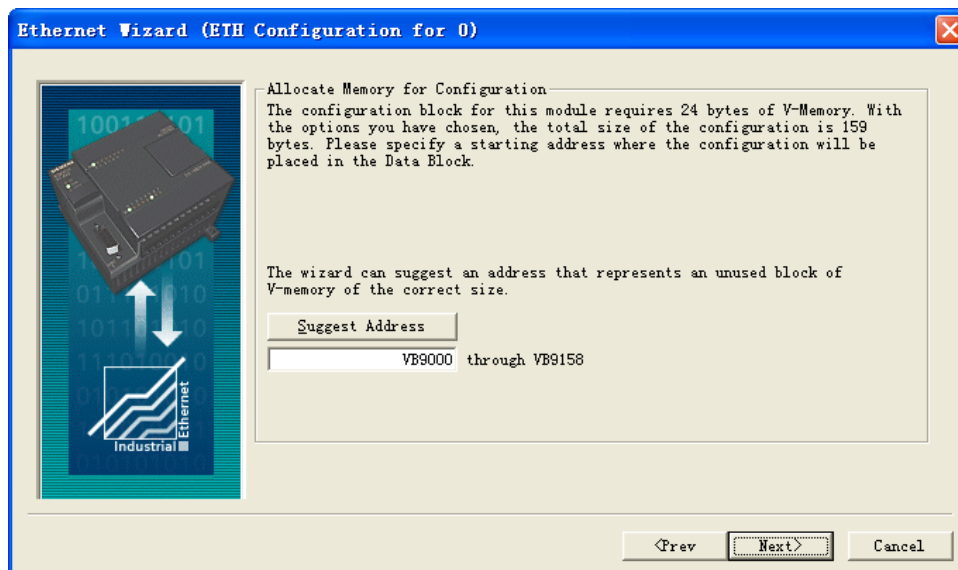 Ethernet Wizard (ETH Configuration for 0)
Allocate Memory for Configuration
The configuration block for this module requires 24 bytes of V-Memory. With
the options you have chosen, the total size of the configuration is 159
bytes. Please specify a starting address where the configuration will be
placed in the Data Block.
The wizard can suggest an address that represents an unused block of
V-memory of the correct size.
Suggest Address
VB9000 through VB9158
Industrial
Ethernet
<Prev Next> Cancel